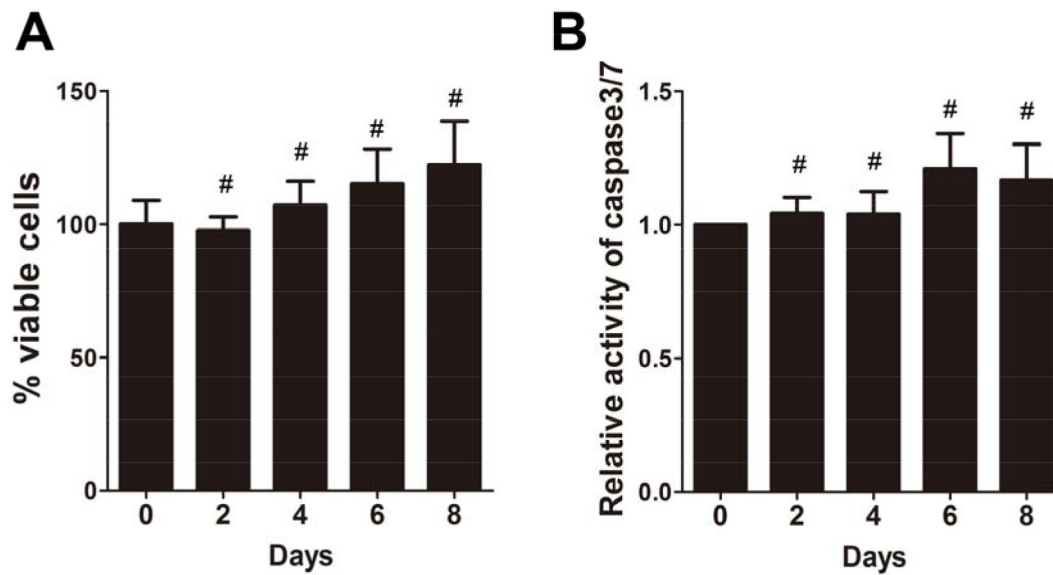 A
% viable cells
150
100
50
0
# # # #
0 2 4 6 8
Days
B
Relative activity of caspase3/7
1.5
1.0
0.5
0.0
# # # #
0 2 4 6 8
Days